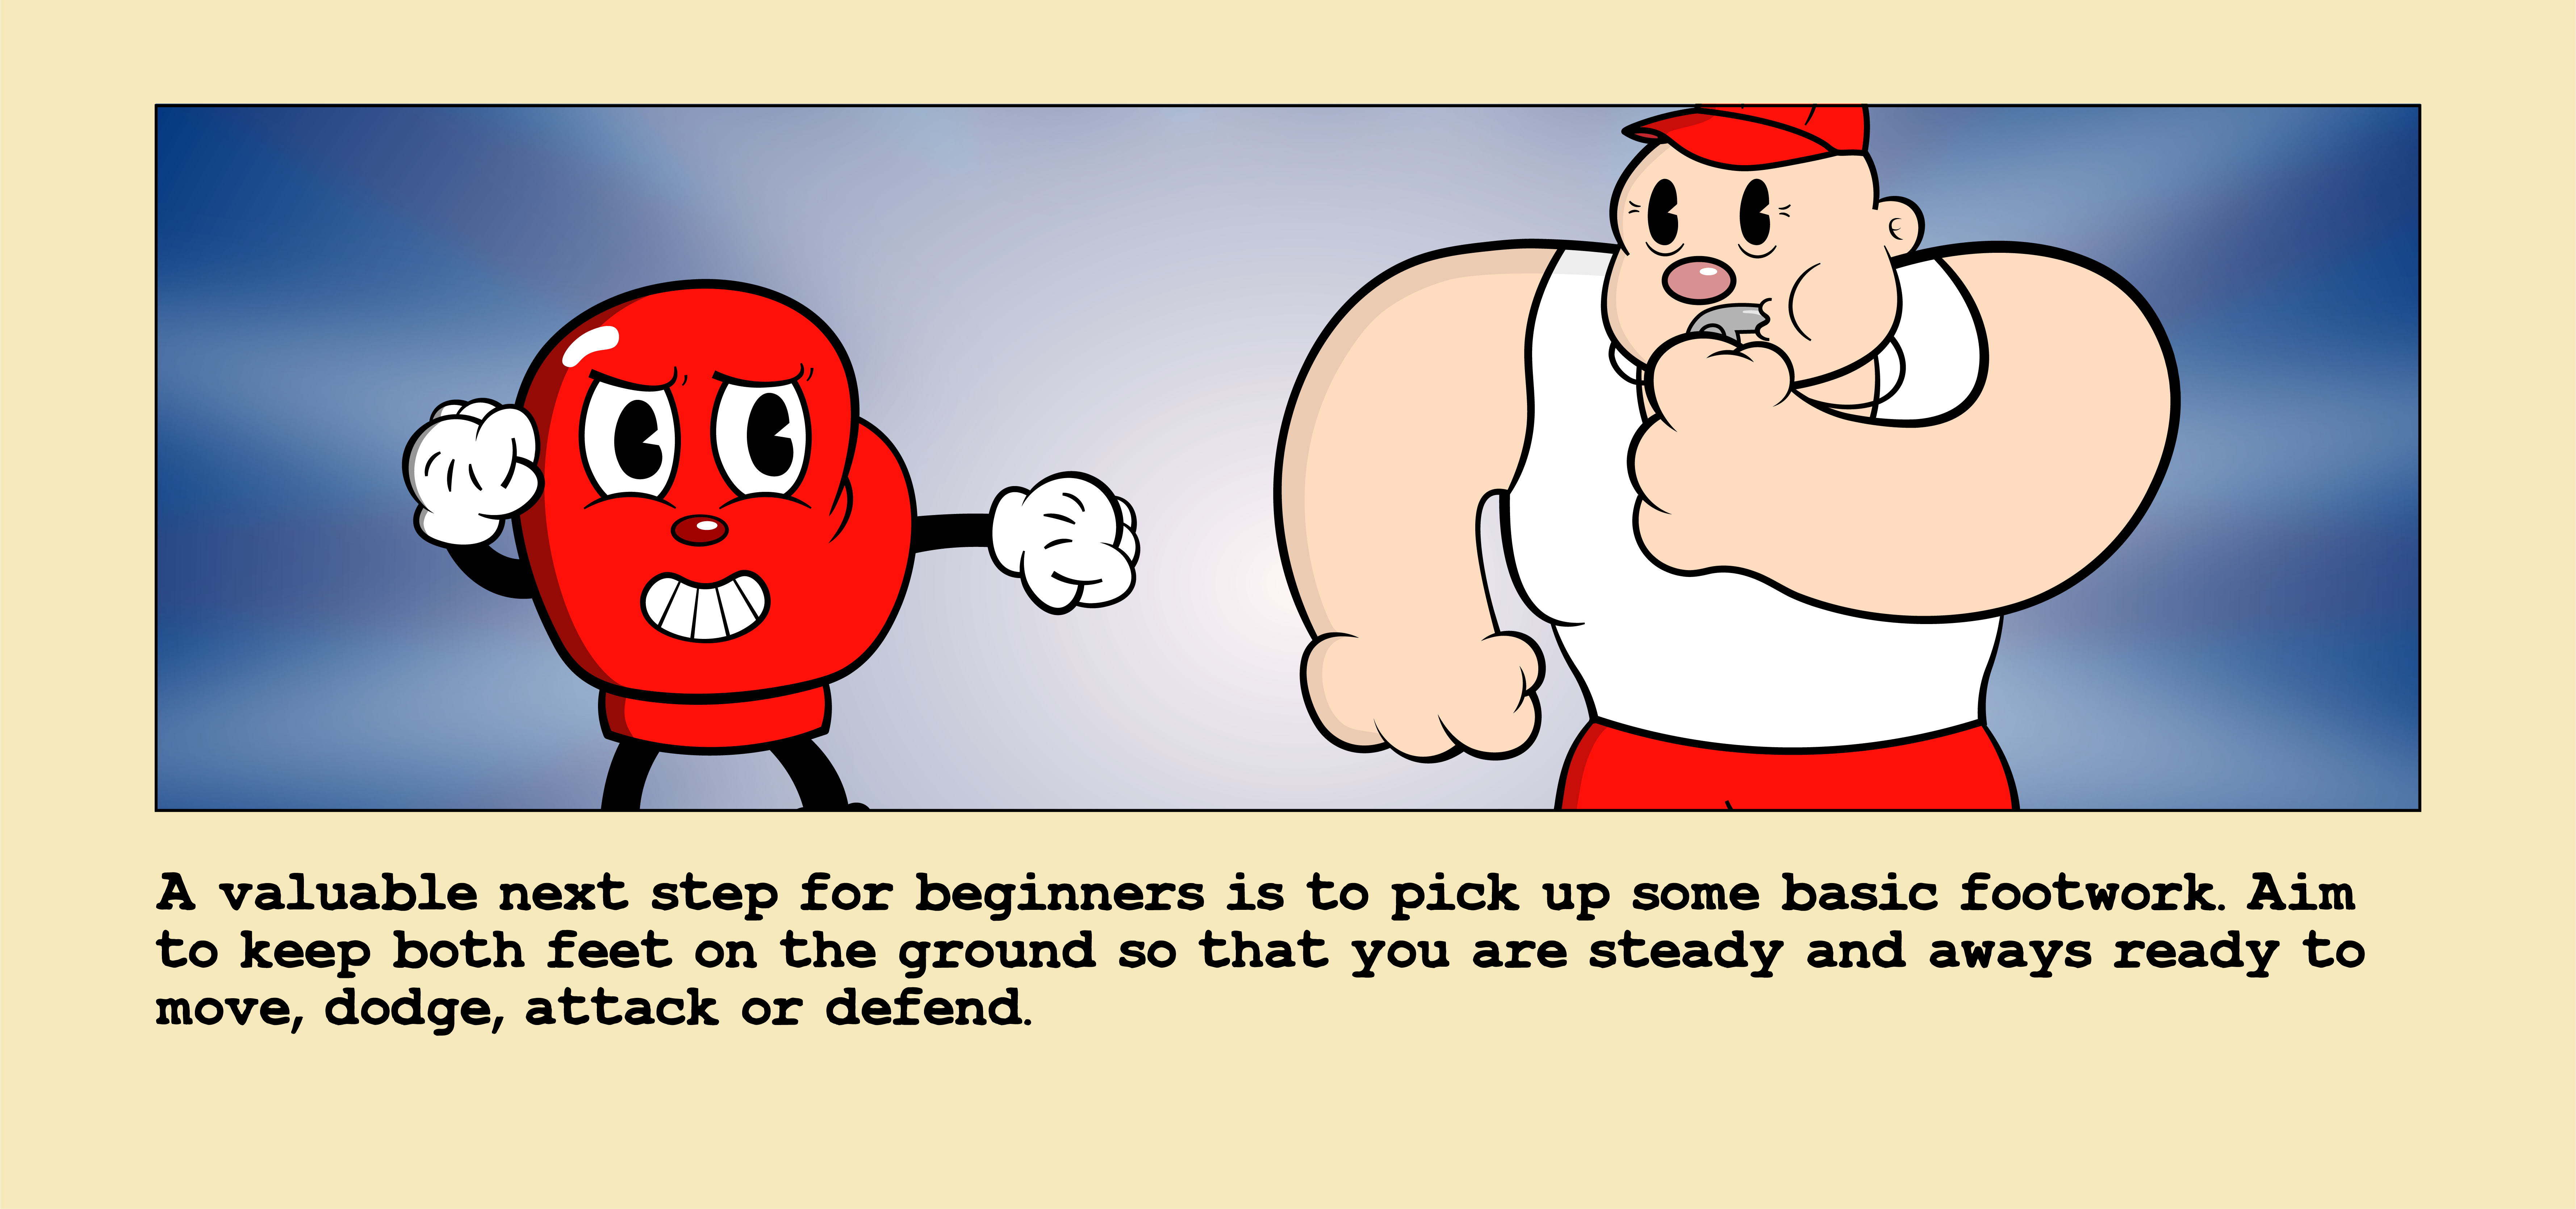 A valuable next step for beginners is to pick up some basic footwork. Aim
to keep both feet on the ground so that you are steady and aways ready to
move, dodge, attack or defend.